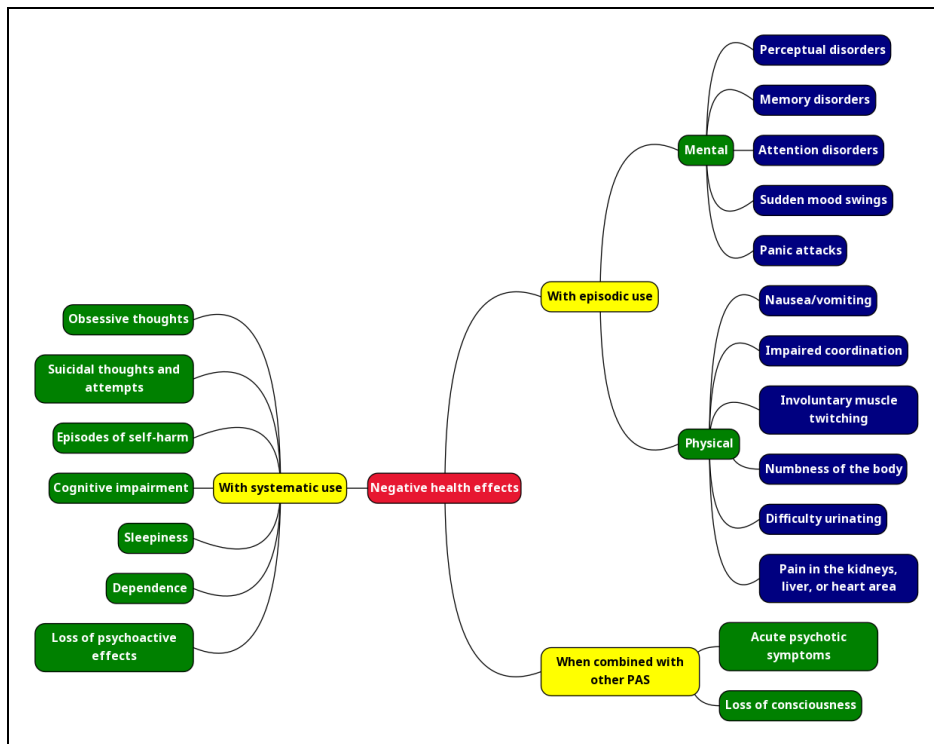 Negative health effects
With episodic use
Mental
Perceptual disorders
Memory disorders
Attention disorders
Sudden mood swings
Panic attacks
Physical
Nausea/vomiting
Impaired coordination
Involuntary muscle
twitching
Numbness of the body
Difficulty urinating
Pain in the kidneys,
liver, or heart area
When combined with
other PAS
Acute psychotic
symptoms
Loss of consciousness
With systematic use
Obsessive thoughts
Suicidal thoughts and
attempts
Episodes of self-harm
Cognitive impairment
Sleepiness
Dependence
Loss of psychoactive
effects